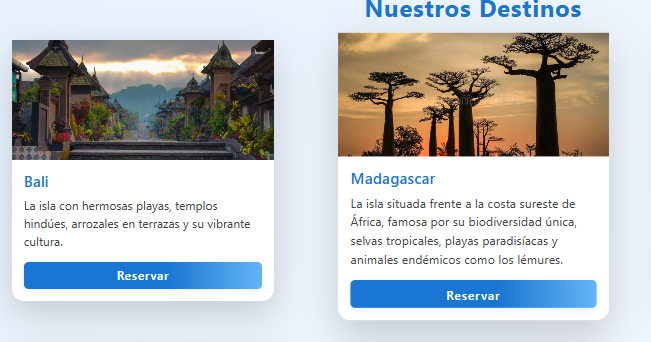 Nuestros Destinos
Bali
La isla con hermosas playas, templos
hindúes, arrozales en terrazas y su vibrante
cultura.
Reservar
Madagascar
La isla situada frente a la costa sureste de
África, famosa por su biodiversidad única,
selvas tropicales, playas paradisíacas y
animales endémicos como los lémures.
Reservar